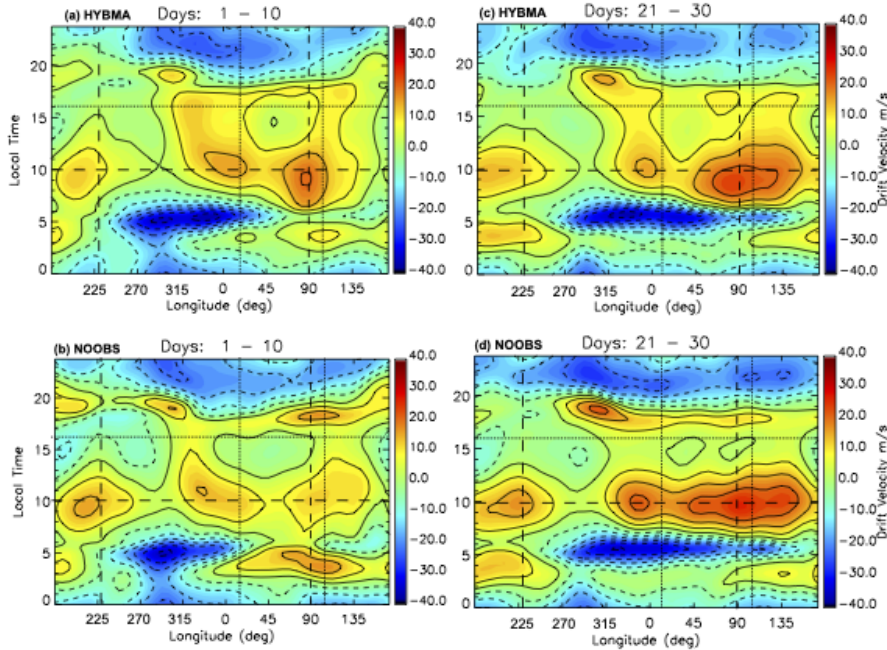 (a) HYBMA Days: 1 - 10
40.0
30.0
20.0
10.0
0.0
-10.0
-20.0
-30.0
-40.0
Drift Velocity m/s
Local Time
20
15
10
5
0
225 270 315 0 45 90 135
Longitude (deg)
(c) HYBMA Days: 21 - 30
40.0
30.0
20.0
10.0
0.0
-10.0
-20.0
-30.0
-40.0
Drift Velocity m/s
Local Time
20
15
10
5
0
225 270 315 0 45 90 135
Longitude (deg)
(b) NOOBS Days: 1 - 10
40.0
30.0
20.0
10.0
0.0
-10.0
-20.0
-30.0
-40.0
Drift Velocity m/s
Local Time
20
15
10
5
0
225 270 315 0 45 90 135
Longitude (deg)
(d) NOOBS Days: 21 - 30
40.0
30.0
20.0
10.0
0.0
-10.0
-20.0
-30.0
-40.0
Drift Velocity m/s
Local Time
20
15
10
5
0
225 270 315 0 45 90 135
Longitude (deg)